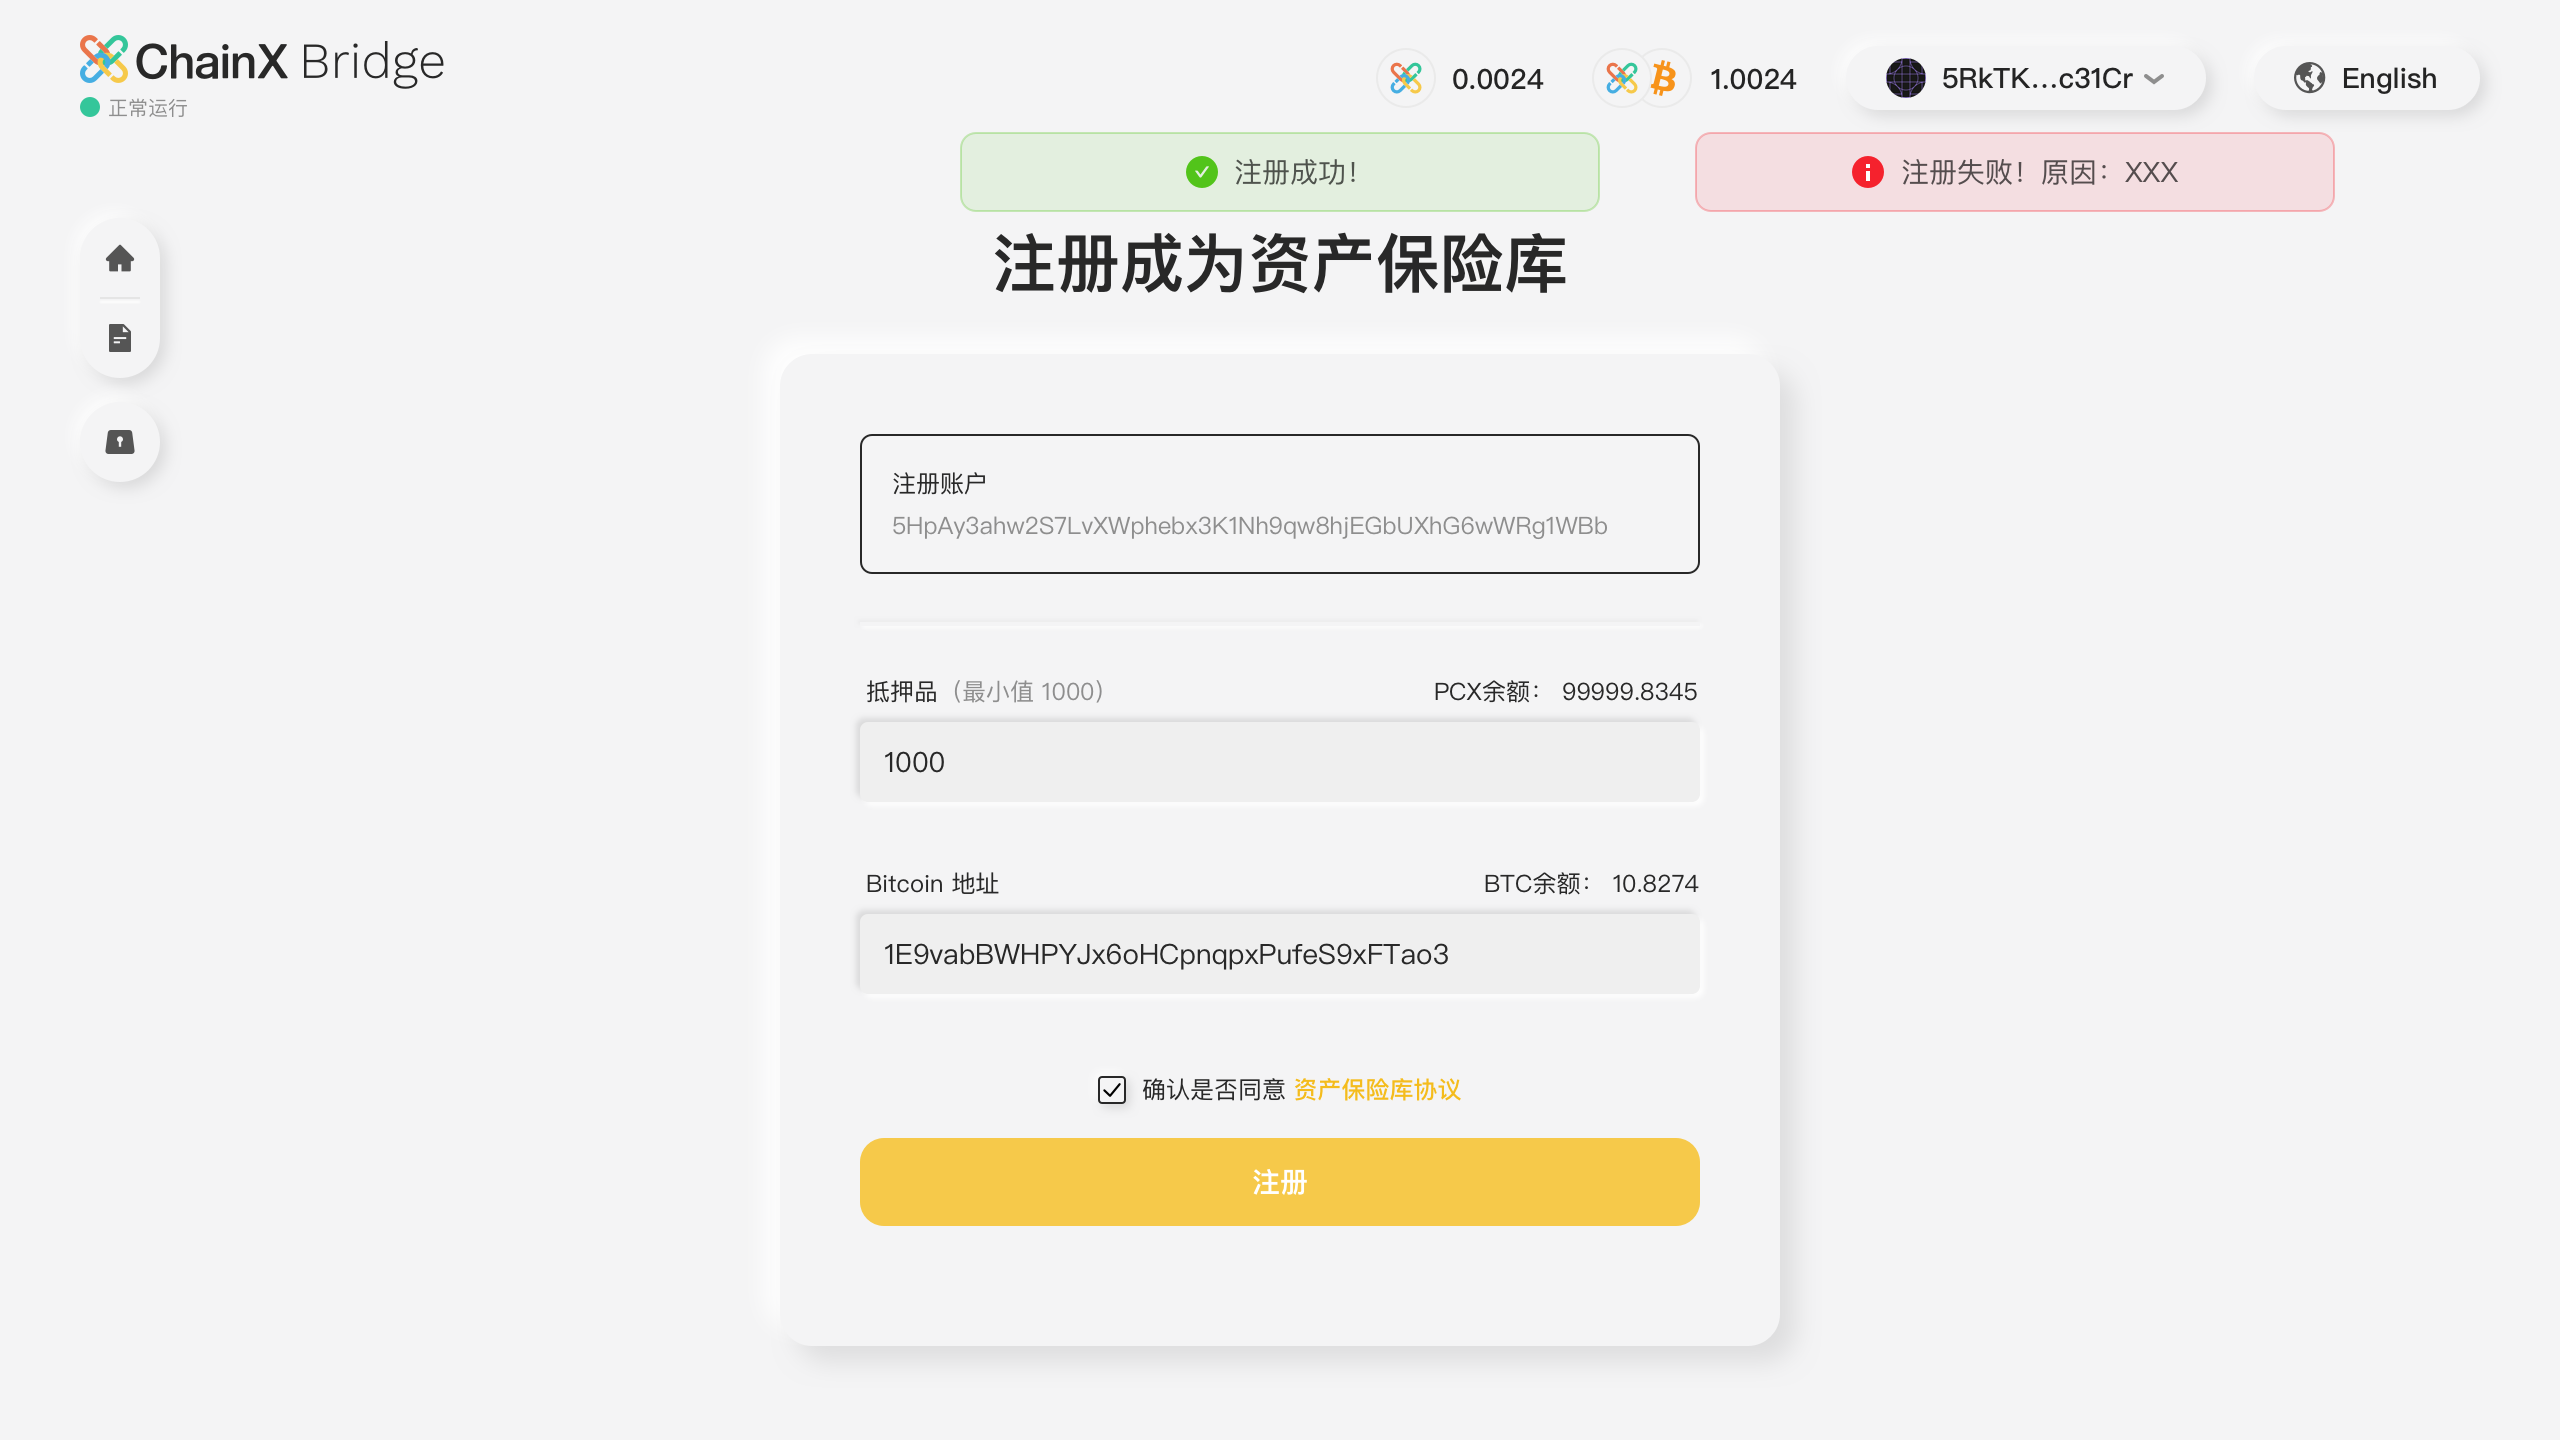 ChainX Bridge
正常运行
0.0024
1.0024
5RkTK...c31Cr
English
注册成功！
注册失败！原因：XXX
注册成为资产保险库
注册账户
5HpAy3ahw2S7LvXWphebx3K1Nh9qw8hjEGbUXhG6wWRg1WBb
抵押品（最小值 1000） PCX余额： 99999.8345
1000
Bitcoin 地址 BTC余额： 10.8274
1E9vabBWHPYJx6oHCpnqpxPufeS9xFTao3
确认是否同意 资产保险库协议
注册